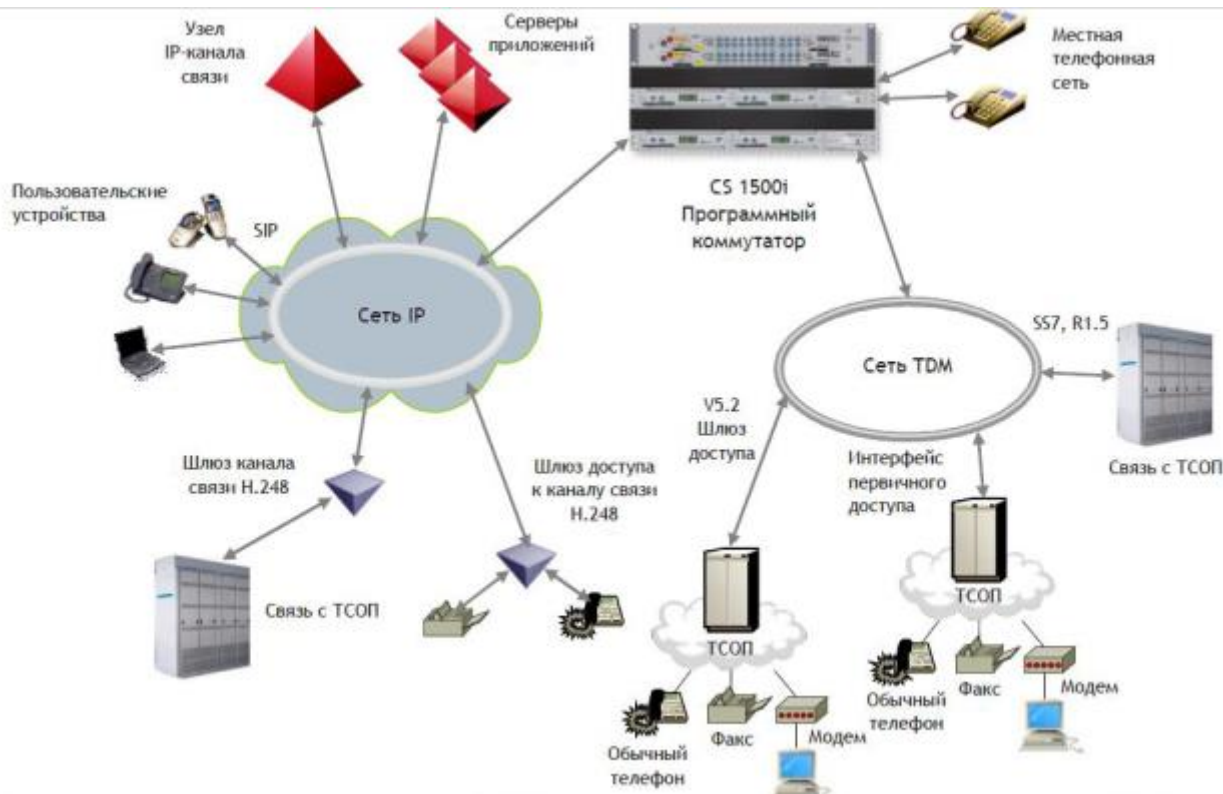 Узел
IP-канала
связи
Серверы
приложений
Местная
телефонная
сеть
CS 1500i
Программный
коммутатор
Пользовательские
устройства
SIP
Сеть IP
Сеть TDM
SS7, R1.5
Связь с ТСОП
V5.2
Шлюз
доступа
Интерфейс
первичного
доступа
Шлюз канала
связи H.248
Шлюз доступа
к каналу связи
H.248
Связь с ТСОП
ТСОП
Обычный
телефон
Факс
Модем
ТСОП
Обычный
телефон
Факс
Модем